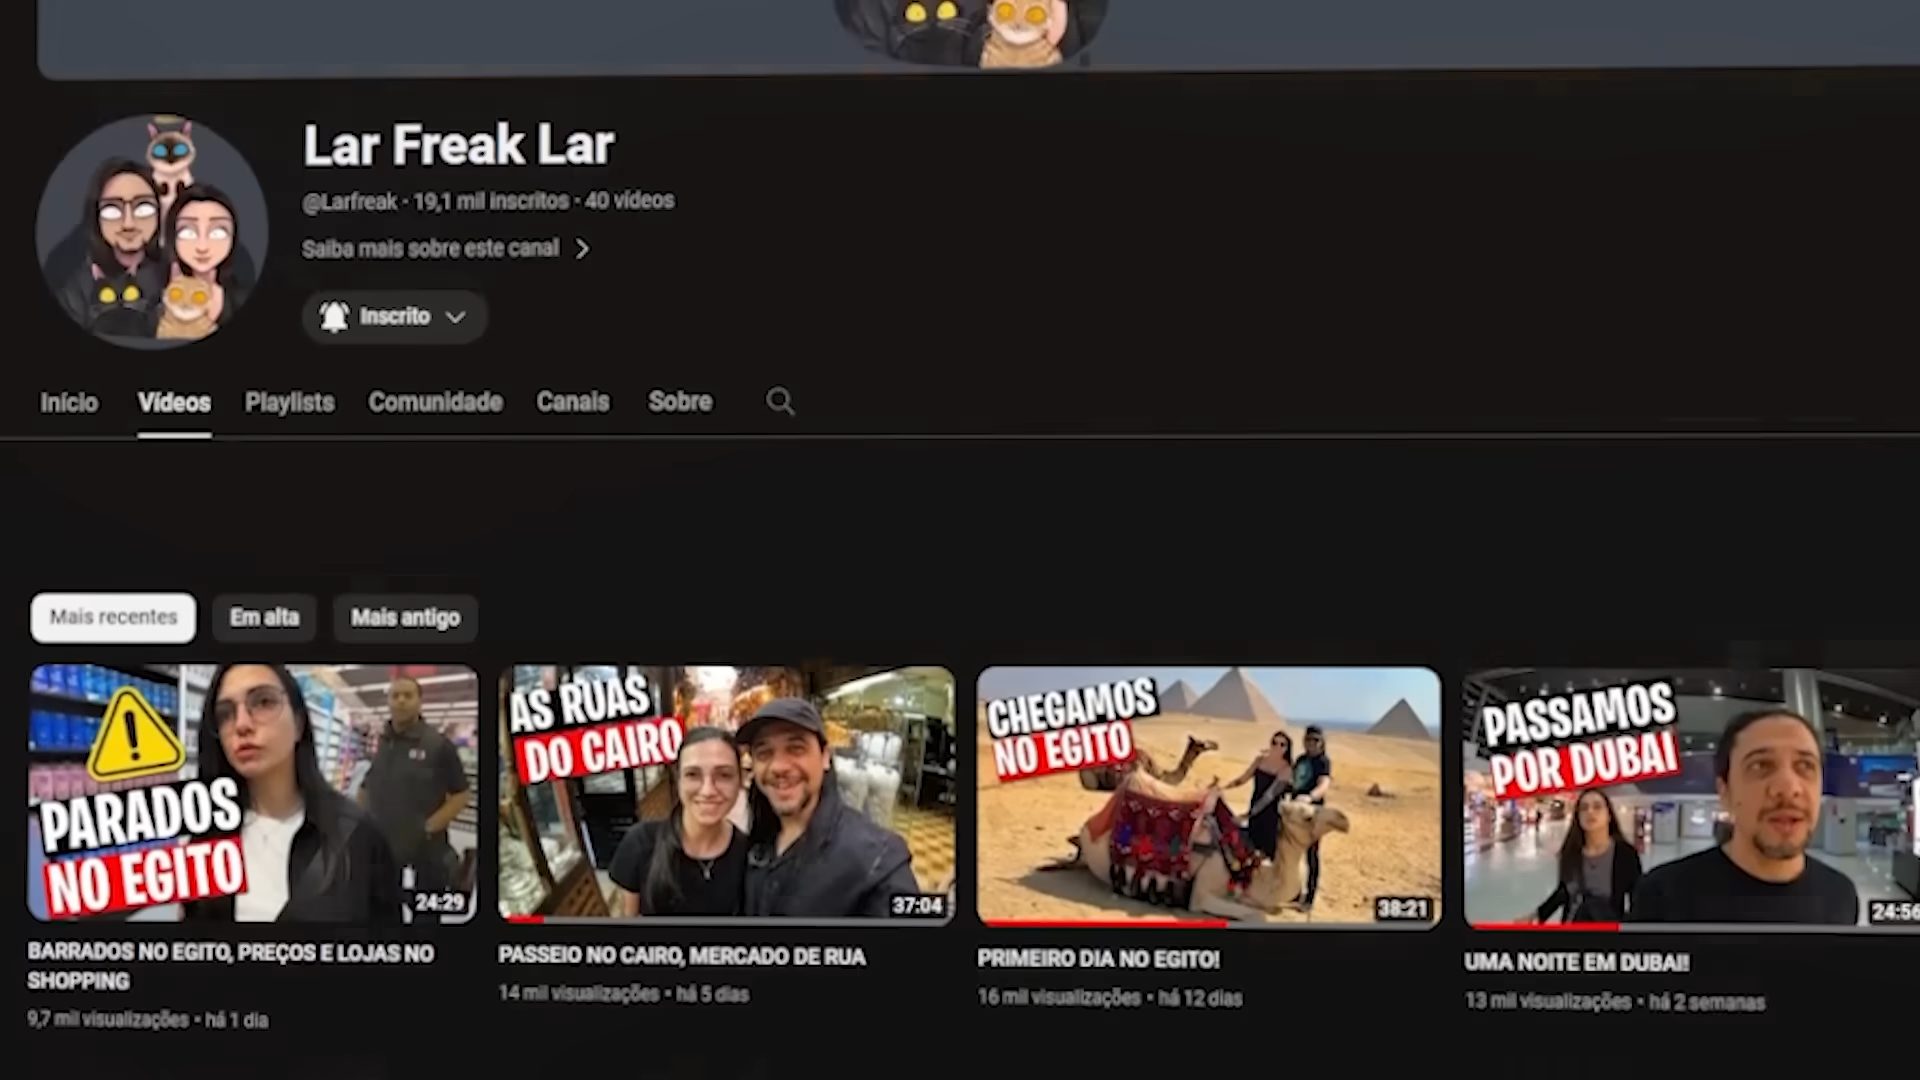 Lar Freak Lar
@Larfreak · 19,1 mil inscritos · 40 vídeos
Saiba mais sobre este canal
Inscrito
Início Vídeos Playlists Comunidade Canais Sobre
Mais recentes Em alta Mais antigo
PARADOS
NO EGITO
24:29
AS RUAS
DO CAIRO
37:04
CHEGAMOS
NO EGITO
38:21
PASSAMOS
POR DUBAI
24:56
BARRADOS NO EGITO, PREÇOS E LOJAS NO
SHOPPING
9,7 mil visualizações · há 1 dia
PASSEIO NO CAIRO, MERCADO DE RUA
14 mil visualizações · há 5 dias
PRIMEIRO DIA NO EGITO!
16 mil visualizações · há 12 dias
UMA NOITE EM DUBAI!
13 mil visualizações · há 2 semanas